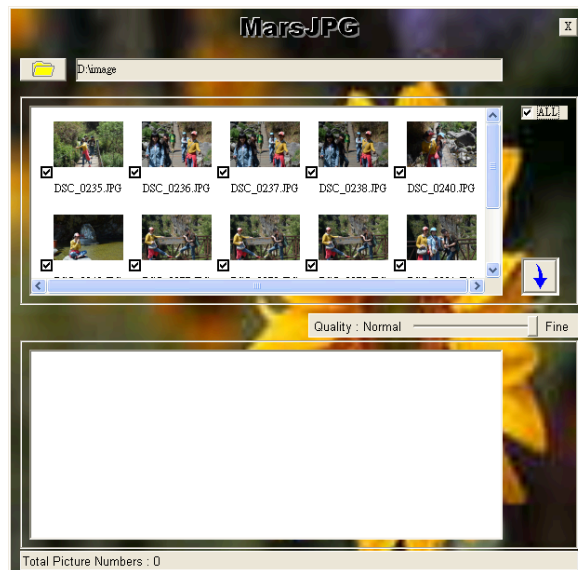 MarsJPG
X
D:\image
ALL
DSC_0235.JPG DSC_0236.JPG DSC_0237.JPG DSC_0238.JPG DSC_0240.JPG
Quality : Normal Fine
Total Picture Numbers : 0